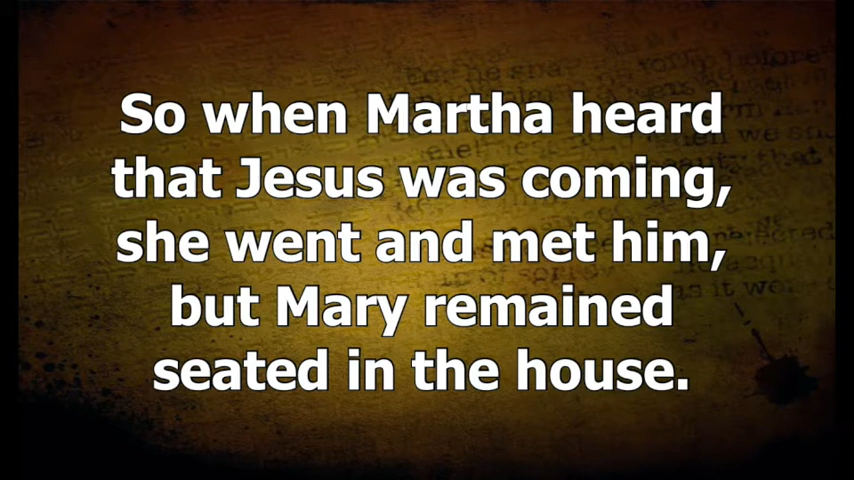 So when Martha heard
that Jesus was coming,
she went and met him,
but Mary remained
seated in the house.